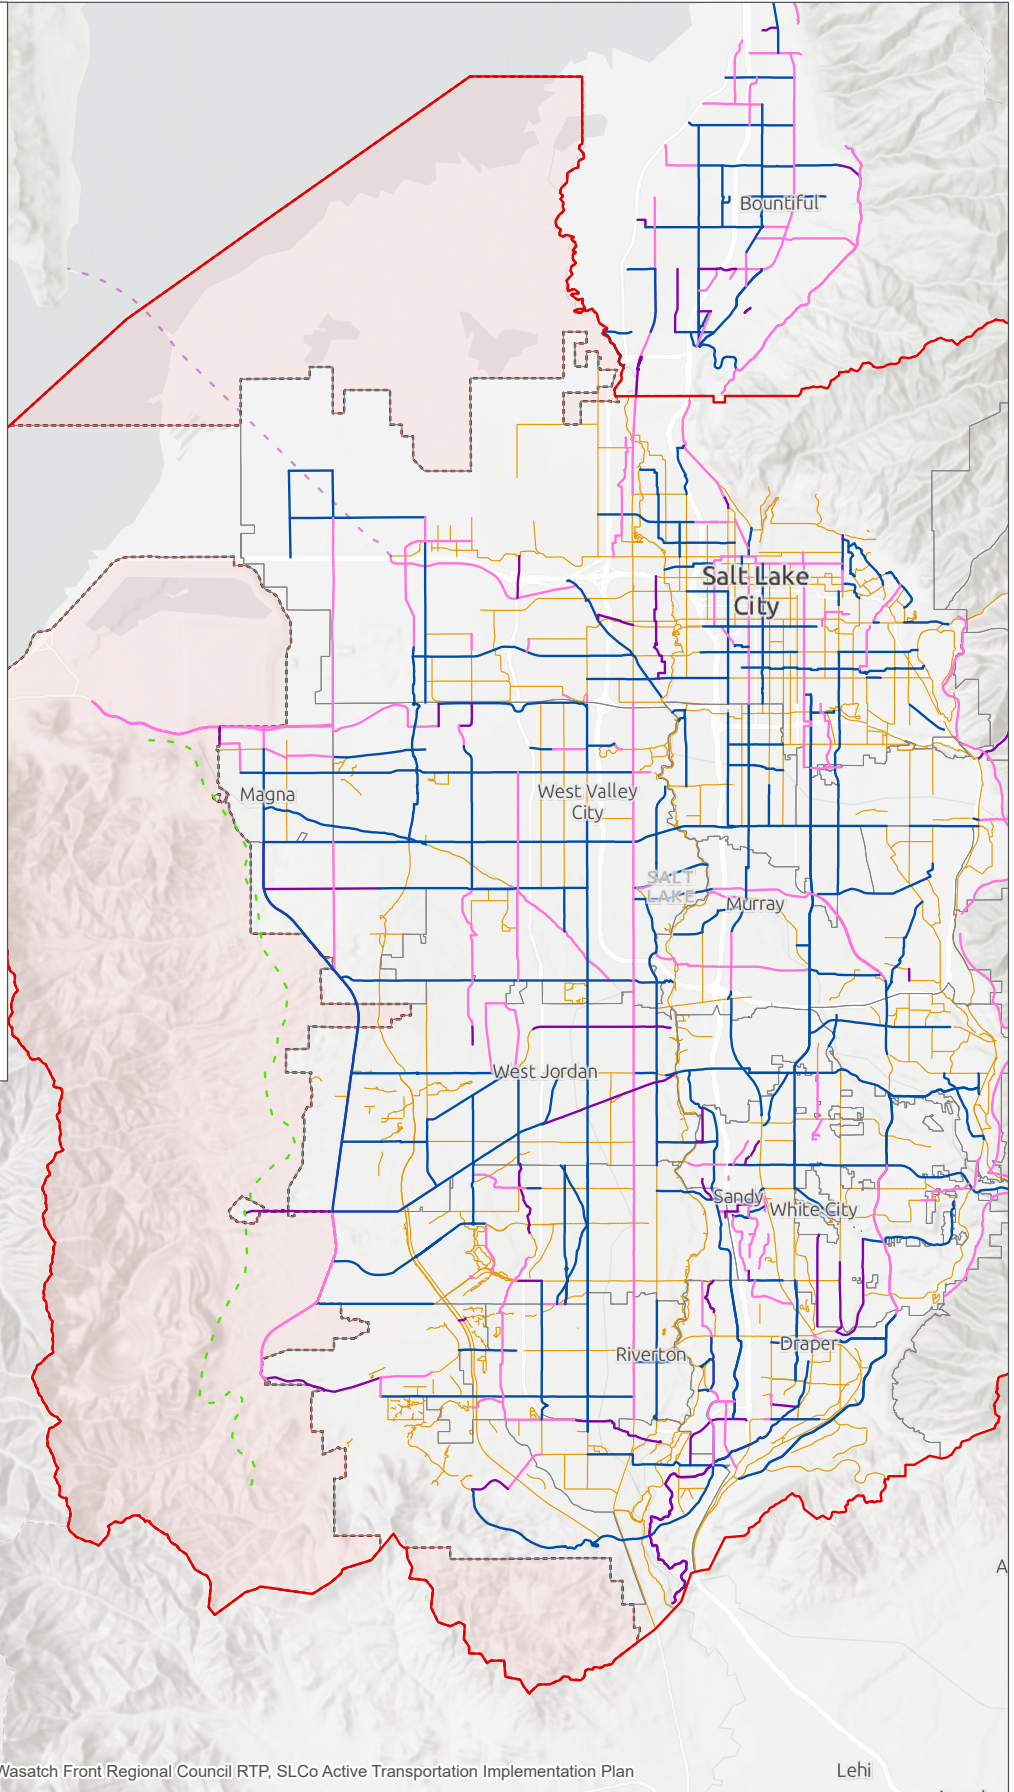 Bountiful
Salt Lake
City
Magna
West Valley
City
SALT
LAKE
Murray
West Jordan
Sandy
White City
Draper
Riverton
A
Wasatch Front Regional Council RTP, SLCo Active Transportation Implementation Plan
Lehi